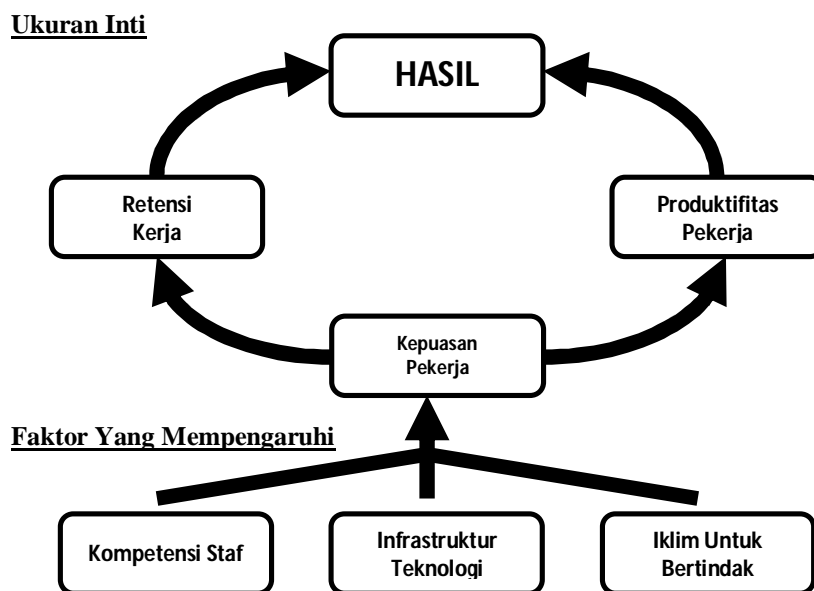 Ukuran Inti
HASIL
Retensi
Kerja
Produktifitas
Pekerja
Kepuasan
Pekerja
Faktor Yang Mempengaruhi
Kompetensi Staf
Infrastruktur
Teknologi
Iklim Untuk
Bertindak